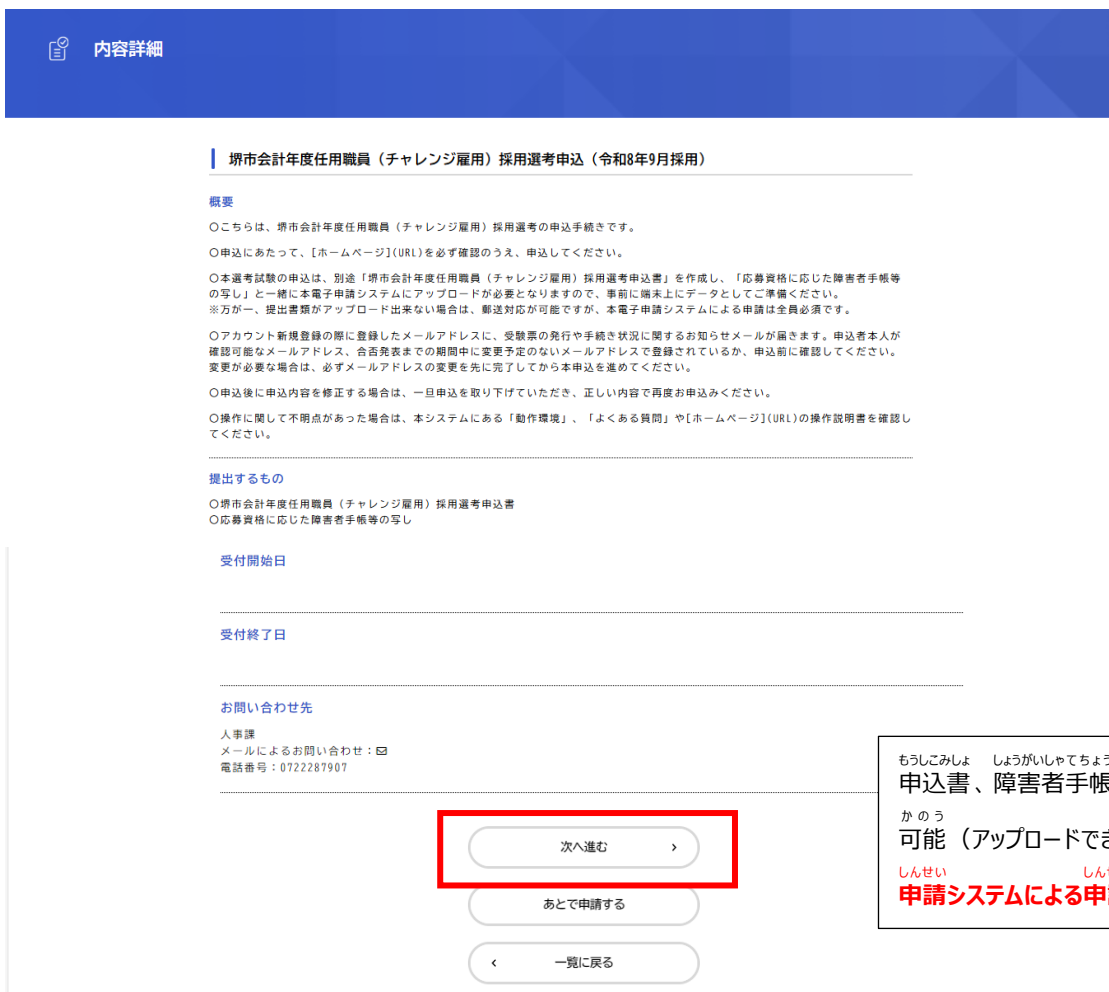 内容詳細
堺市会計年度任用職員（チャレンジ雇用）採用選考申込（令和8年9月採用）
概要
〇こちらは、堺市会計年度任用職員（チャレンジ雇用）採用選考の申込手続きです。
〇申込にあたって、[ホームページ](URL)を必ず確認のうえ、申込してください。
〇本選考試験の申込は、別途「堺市会計年度任用職員（チャレンジ雇用）採用選考申込書」を作成し、「応募資格に応じた障害者手帳等
の写し」と一緒に本電子申請システムにアップロードが必要となりますので、事前に端末上にデータとしてご準備ください。
※万が一、提出書類がアップロード出来ない場合は、郵送対応が可能ですが、本電子申請システムによる申請は全員必須です。
〇アカウント新規登録の際に登録したメールアドレスに、受験票の発行や手続き状況に関するお知らせメールが届きます。申込者本人が
確認可能なメールアドレス、合否発表までの期間中に変更予定のないメールアドレスで登録されているか、申込前に確認してください。
変更が必要な場合は、必ずメールアドレスの変更を先に完了してから本申込を進めてください。
〇申込後に申込内容を修正する場合は、一旦申込を取り下げていただき、正しい内容で再度お申込みください。
〇操作に関して不明点があった場合は、本システムにある「動作環境」、「よくある質問」や[ホームページ](URL)の操作説明書を確認し
てください。
提出するもの
〇堺市会計年度任用職員（チャレンジ雇用）採用選考申込書
〇応募資格に応じた障害者手帳等の写し
受付開始日
受付終了日
お問い合わせ先
人事課
メールによるお問い合わせ：
電話番号：0722287907
次へ進む
あとで申請する
一覧に戻る
もうしこみしょ しょうがいしゃてちょう
申込書、障害者手帳
かのう
可能（アップロードでき
しんせい しん
申請システムによる申